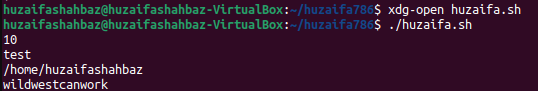 huzaifashahbaz@huzaifashahbaz-VirtualBox:~/huzaifa786$ xdg-open huzaifa.sh
huzaifashahbaz@huzaifashahbaz-VirtualBox:~/huzaifa786$ ./huzaifa.sh
10
test
/home/huzaifashahbaz
wildwestcanwork